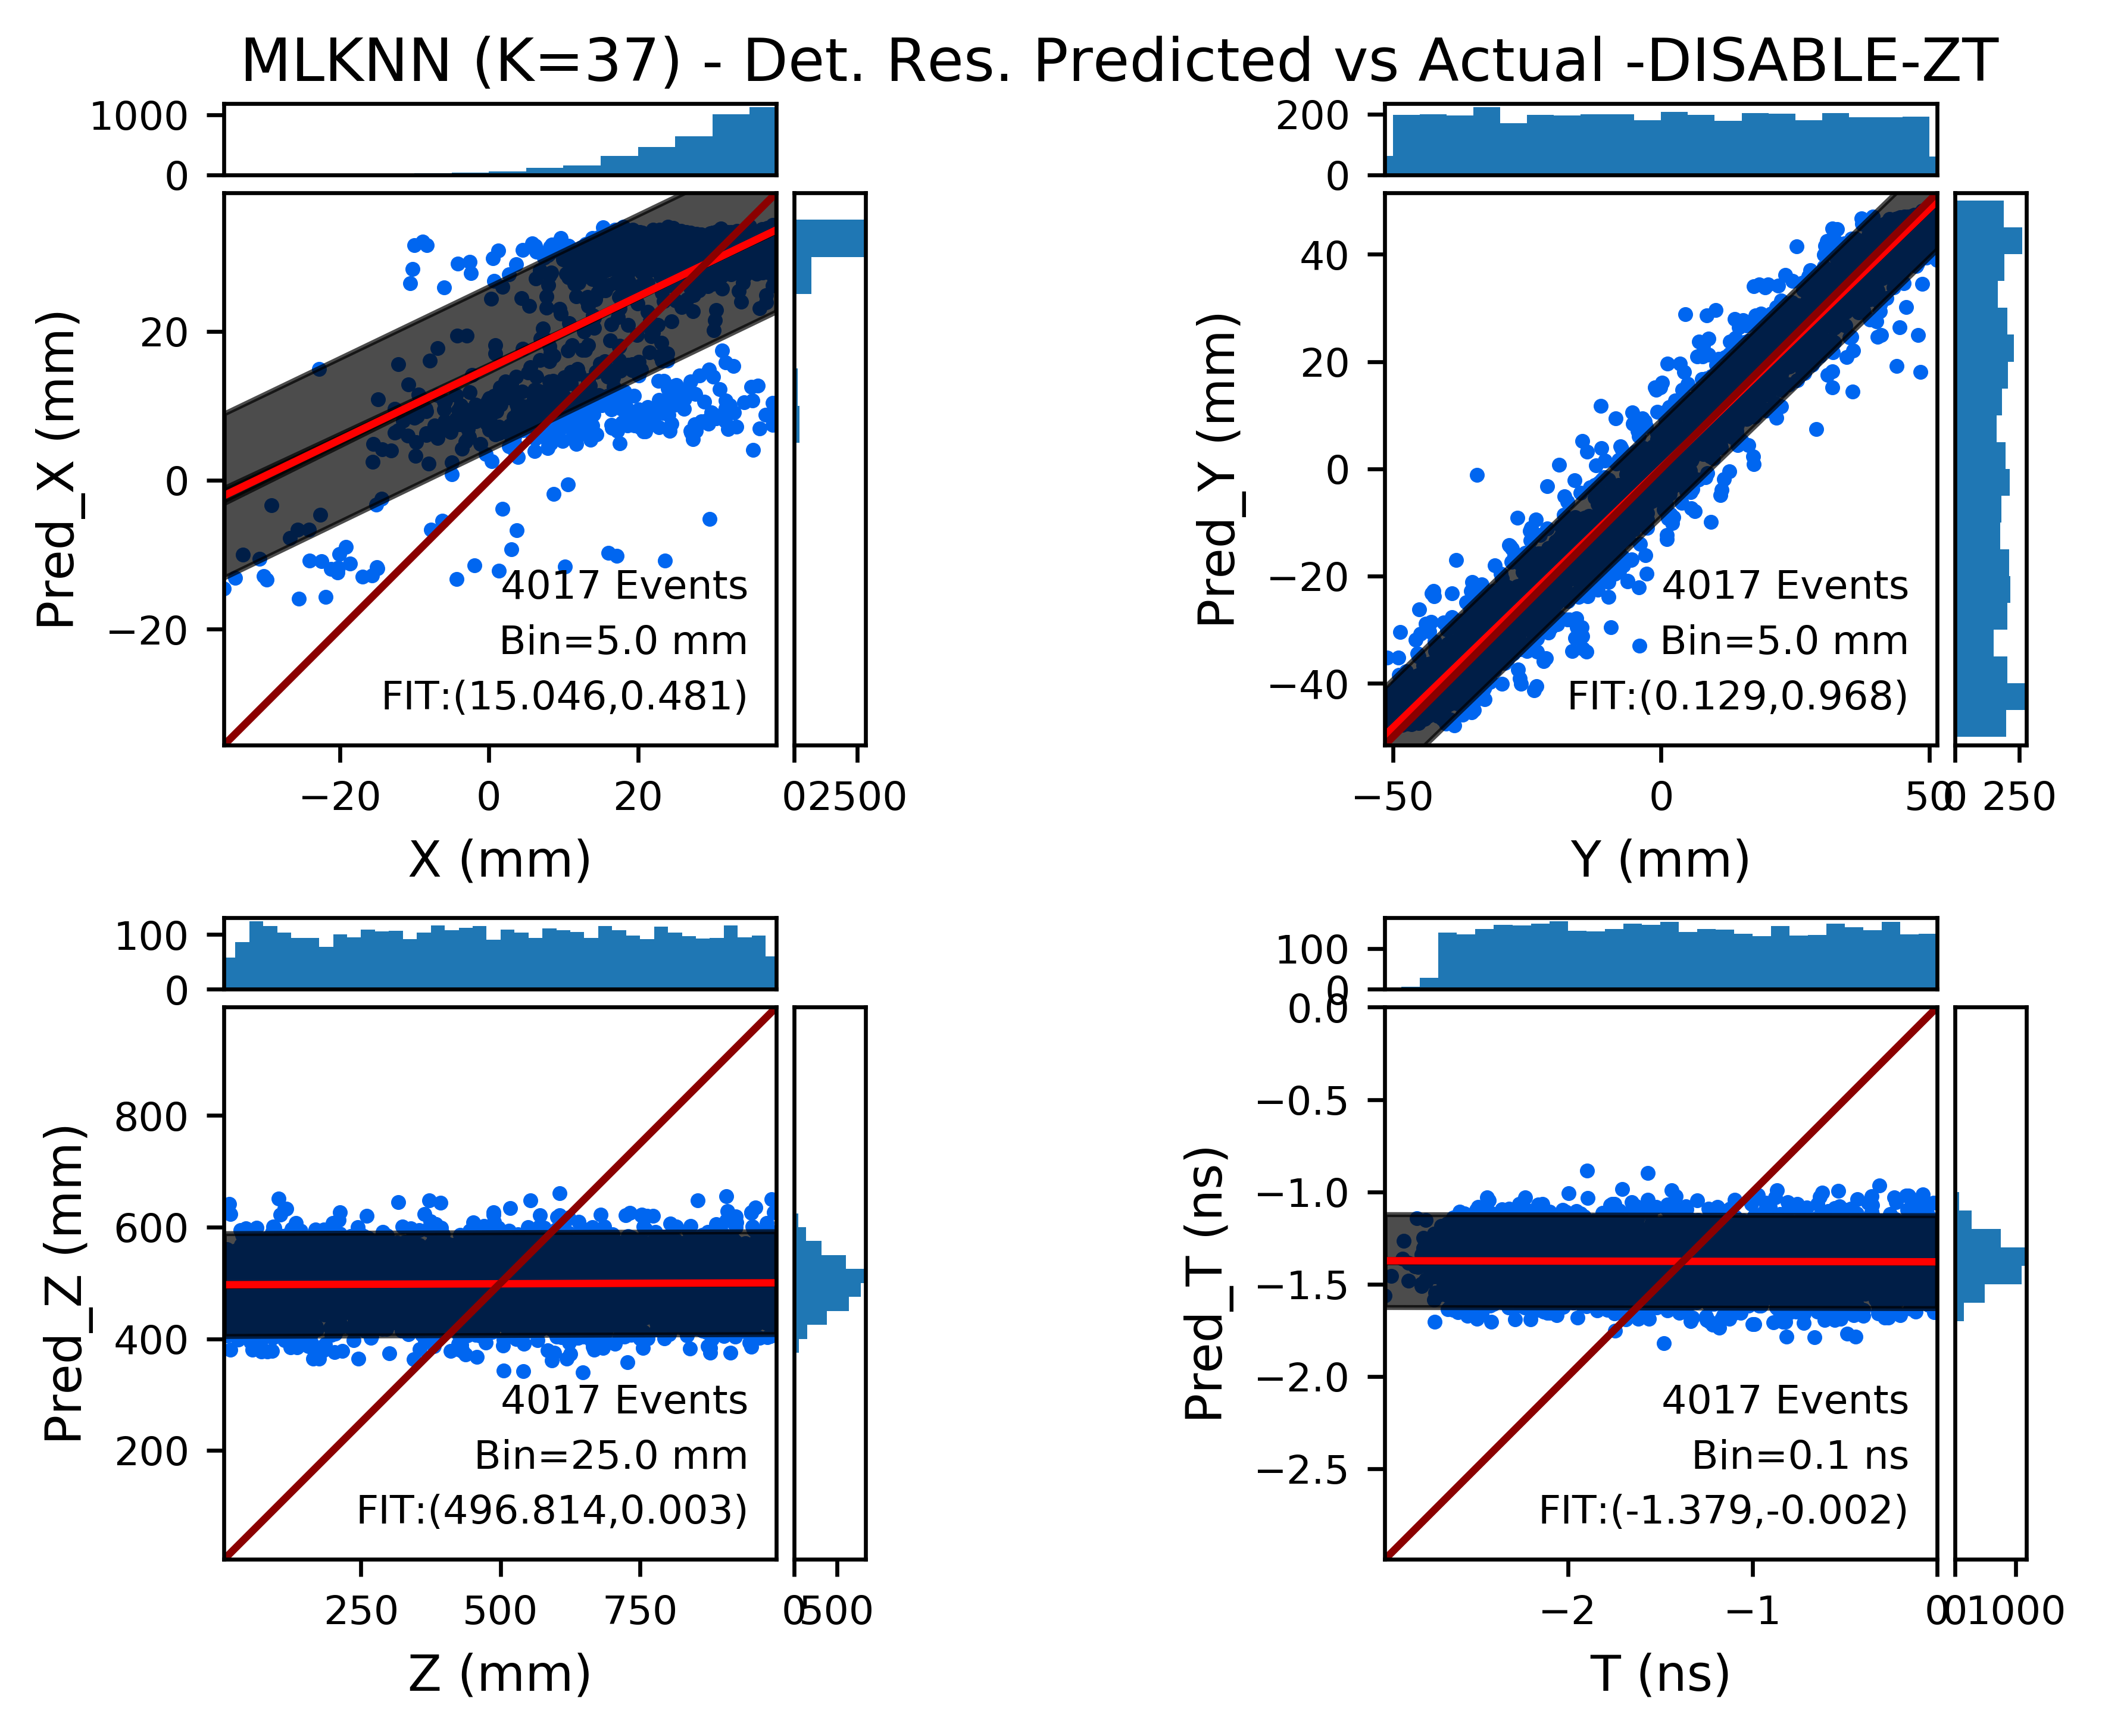 MLKNN (K=37) - Det. Res. Predicted vs Actual -DISABLE-ZT
1000
0
Pred_X (mm)
20
0
−20
4017 Events
Bin=5.0 mm
FIT:(15.046,0.481)
−20 0 20
0 2500
X (mm)
200
0
Pred_Y (mm)
40
20
0
−20
−40
4017 Events
Bin=5.0 mm
FIT:(0.129,0.968)
−50 0 50
0 250
Y (mm)
100
0
Pred_Z (mm)
800
600
400
200
4017 Events
Bin=25.0 mm
FIT:(496.814,0.003)
250 500 750
0 500
Z (mm)
100
0
Pred_T (ns)
0.0
−0.5
−1.0
−1.5
−2.0
−2.5
4017 Events
Bin=0.1 ns
FIT:(-1.379,-0.002)
−2 −1 0
0 1000
T (ns)